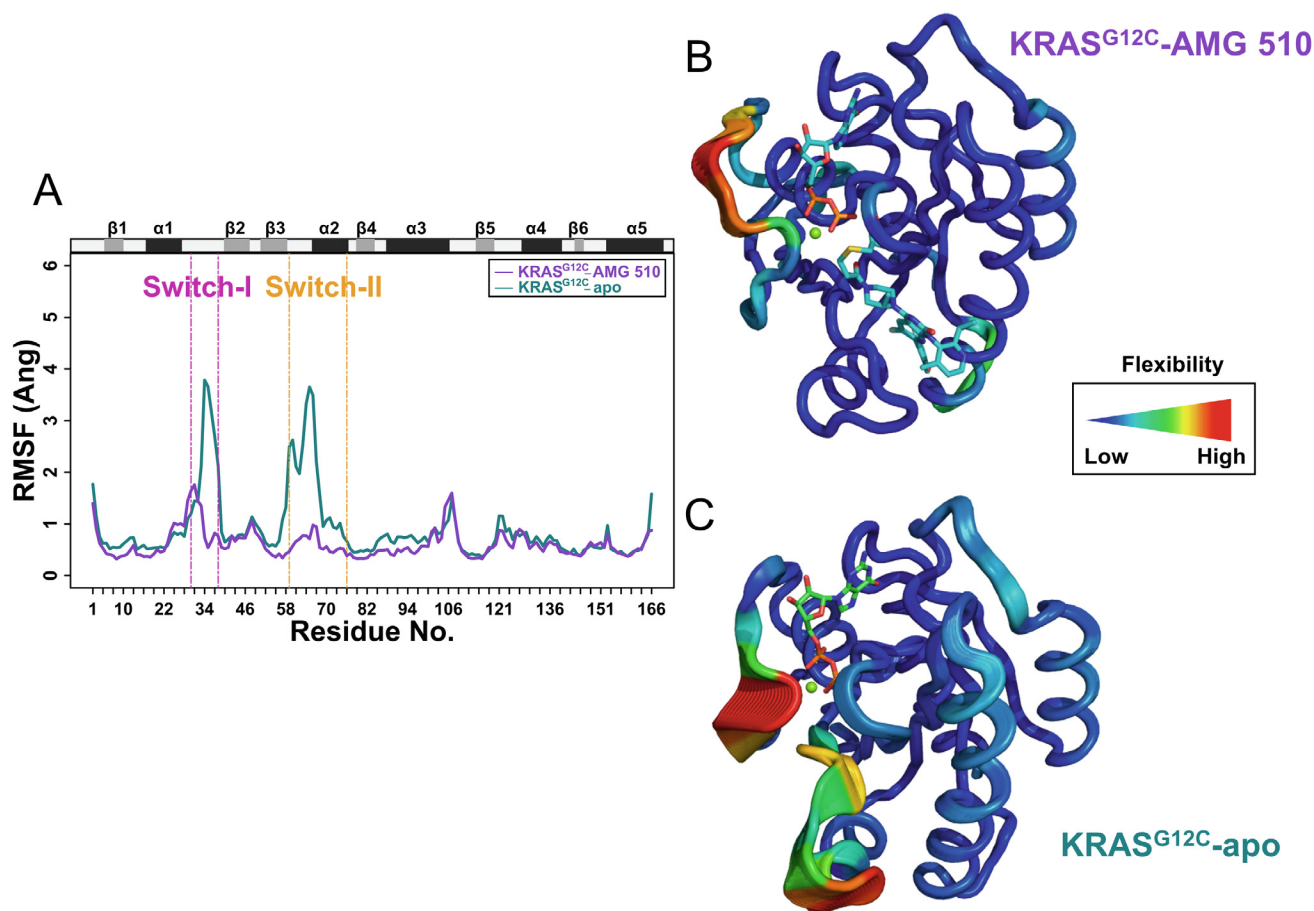 A
β1 α1 β2 β3 α2 β4 α3 β5 α4 β6 α5
Switch-I Switch-II
KRASG12C-AMG 510
KRASG12C-apo
RMSF (Ang)
6
5
4
3
2
1
0
1 10 22 34 46 58 70 82 94 106 121 136 151 166
Residue No.
B
KRASG12C-AMG 510
Flexibility
Low High
C
KRASG12C-apo